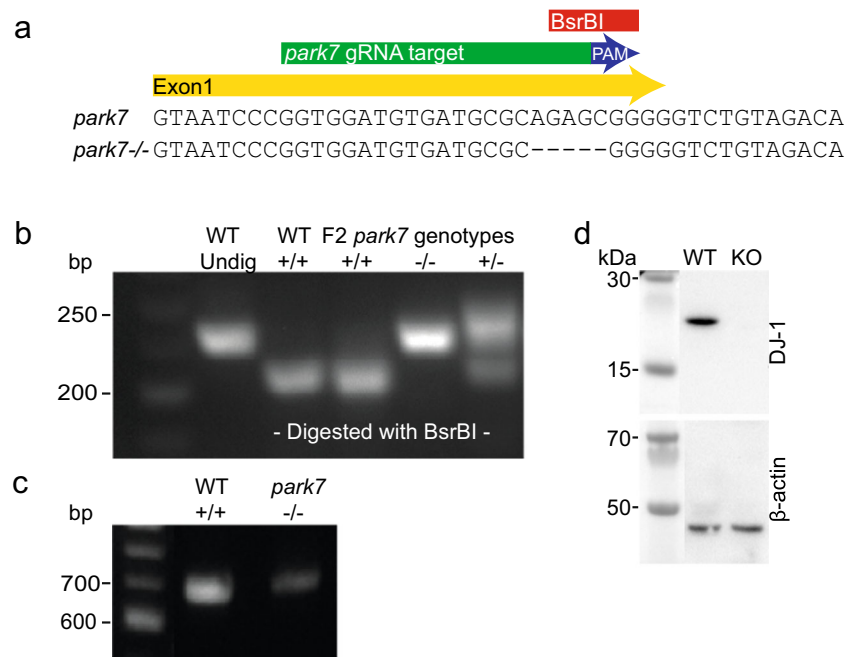 a
BsrBI
park7 gRNA target PAM
Exon1
park7 GTAATCCCGGTGGATGTGATGCGCAGAGCGGGGGTCTGTAGACA
park7-/- GTAATCCCGGTGGATGTGATGCGC-----GGGGGTCTGTAGACA
b
WT WT F2 park7 genotypes
bp Undig +/+ +/+ -/- +/-
250-
200-
- Digested with BsrBI -
c
WT park7
bp +/+ -/-
700-
600-
d
kDa WT KO
30-
15-
DJ-1
70-
50-
β-actin